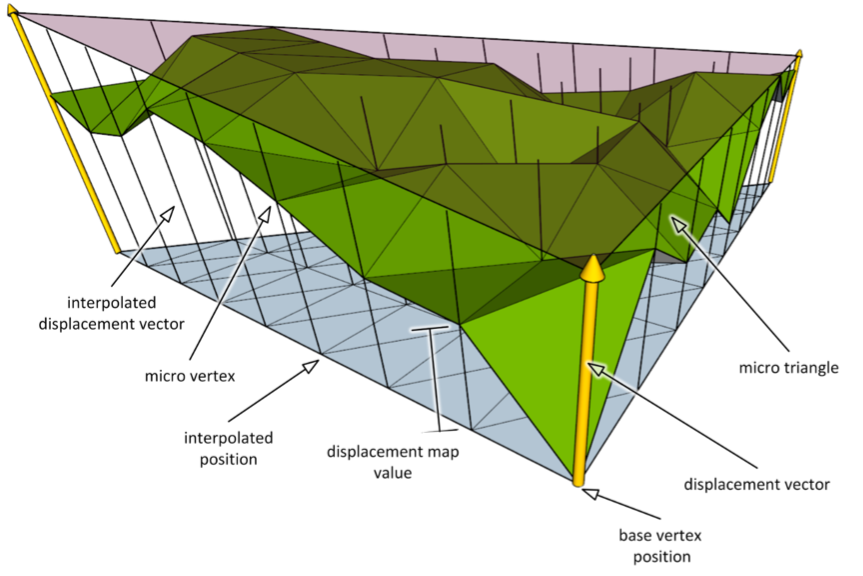 interpolated
displacement vector
micro vertex
interpolated
position
displacement map
value
micro triangle
displacement vector
base vertex
position